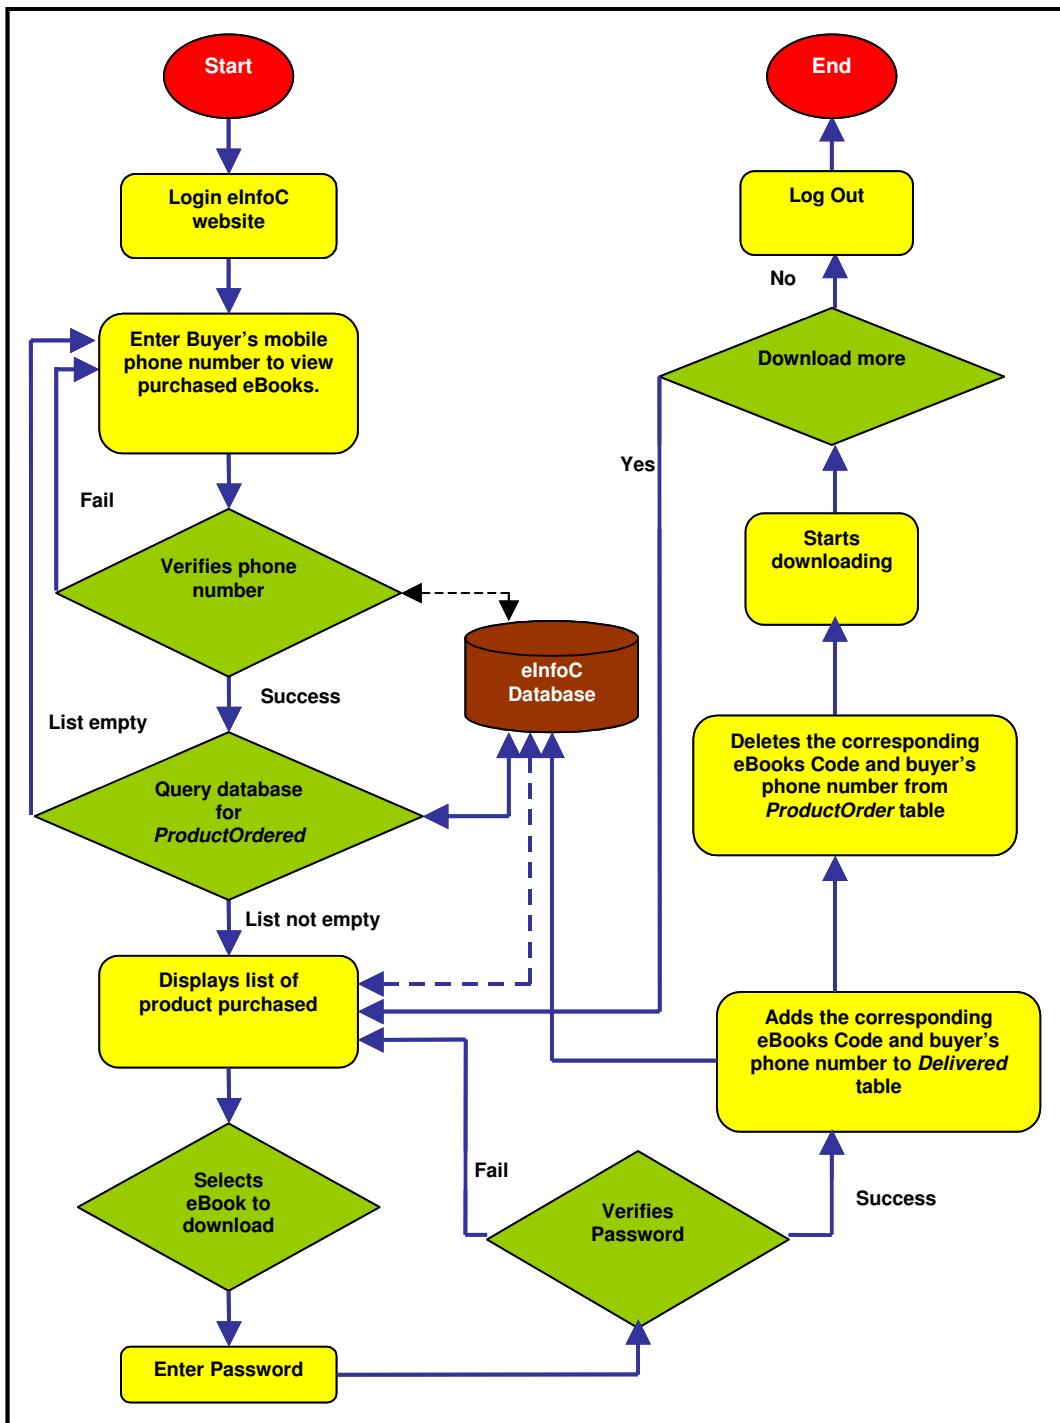 Start
Login eInfoC
website
Enter Buyer's mobile
phone number to view
purchased eBooks.
Fail
Verifies phone
number
Success
List empty
Query database
for
ProductOrdered
List not empty
Displays list of
product purchased
Selects
eBook to
download
Enter Password
eInfoC
Database
Fail
Verifies
Password
Success
Adds the corresponding
eBooks Code and buyer's
phone number to Delivered
table
Deletes the corresponding
eBooks Code and buyer's
phone number from
ProductOrder table
Starts
downloading
Yes
Download more
No
Log Out
End